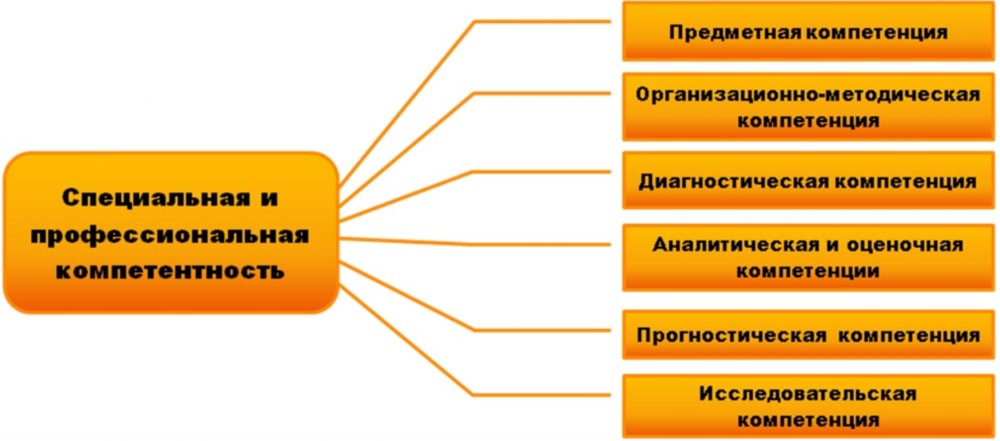 Специальная и
профессиональная
компетентность
Предметная компетенция
Организационно-методическая
компетенция
Диагностическая компетенция
Аналитическая и оценочная
компетенции
Прогностическая компетенция
Исследовательская
компетенция